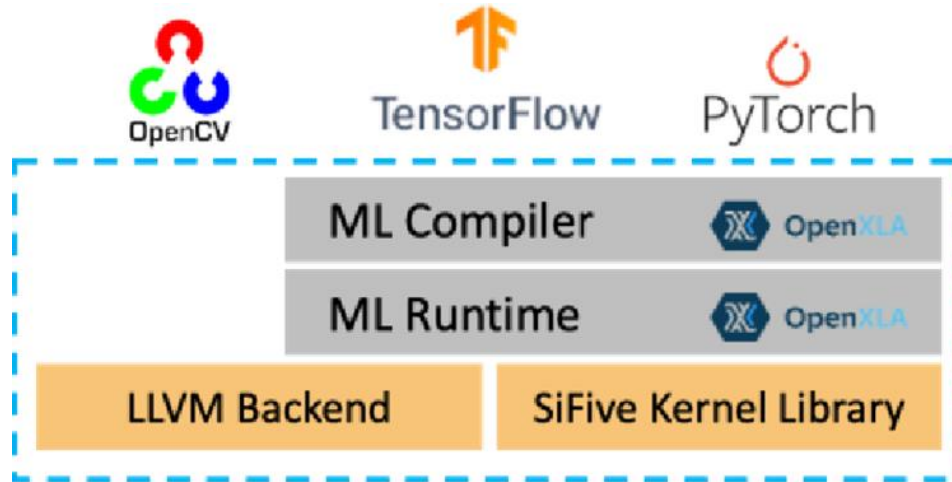 OpenCV
TensorFlow
PyTorch
ML Compiler OpenXLA
ML Runtime OpenXLA
LLVM Backend SiFive Kernel Library